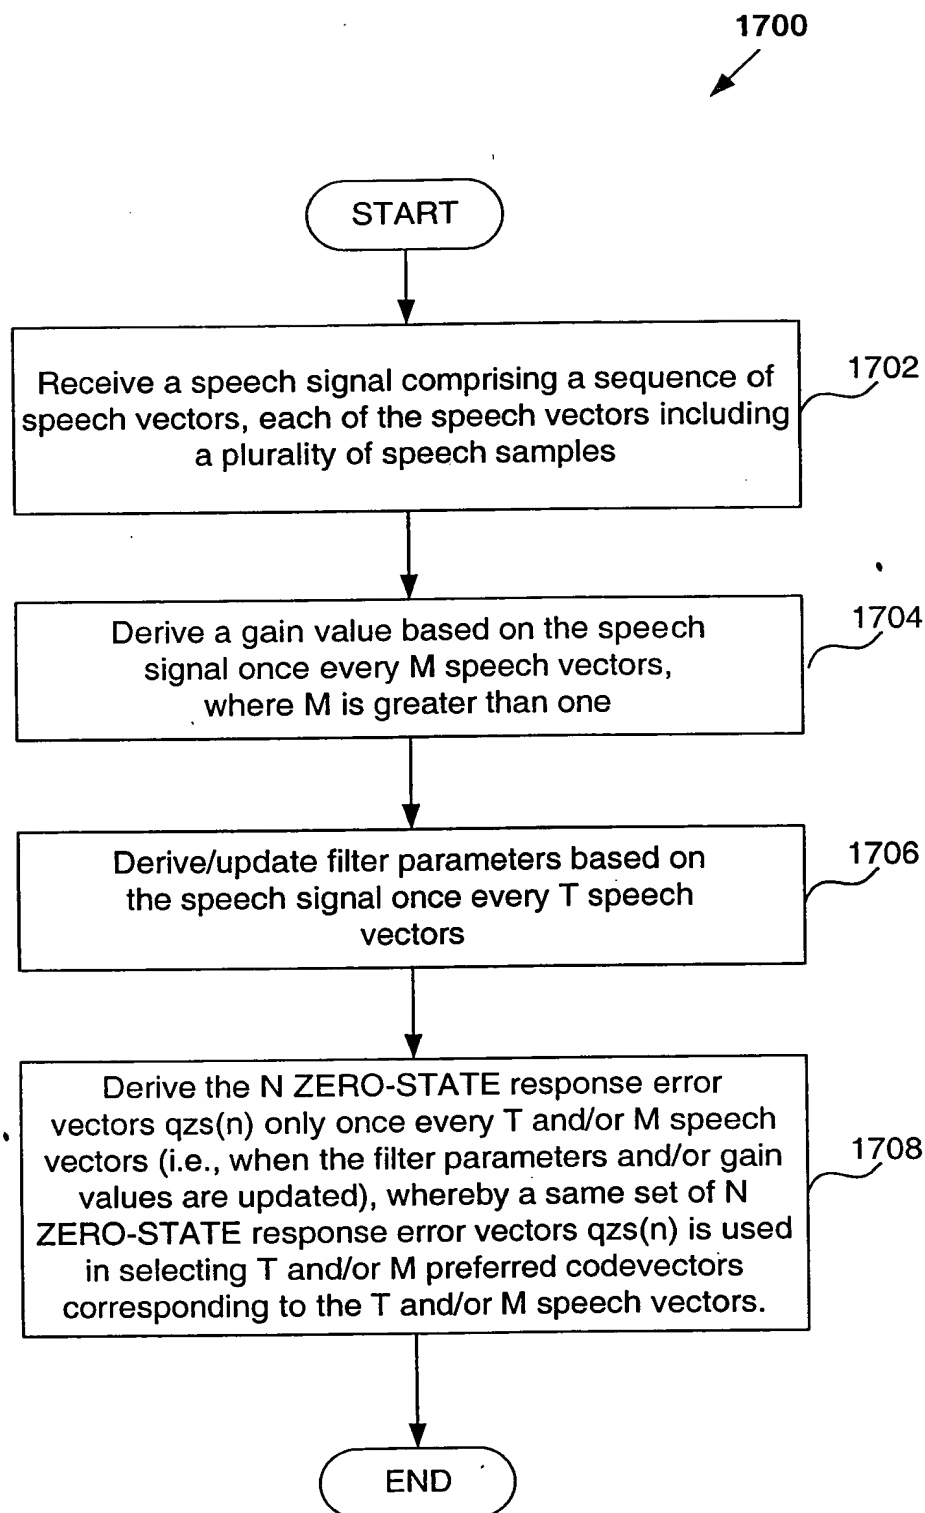 1700
START
Receive a speech signal comprising a sequence of
speech vectors, each of the speech vectors including
a plurality of speech samples
1702
Derive a gain value based on the speech
signal once every M speech vectors,
where M is greater than one
1704
Derive/update filter parameters based on
the speech signal once every T speech
vectors
1706
Derive the N ZERO-STATE response error
vectors qzs(n) only once every T and/or M speech
vectors (i.e., when the filter parameters and/or gain
values are updated), whereby a same set of N
ZERO-STATE response error vectors qzs(n) is used
in selecting T and/or M preferred codevectors
corresponding to the T and/or M speech vectors.
1708
END